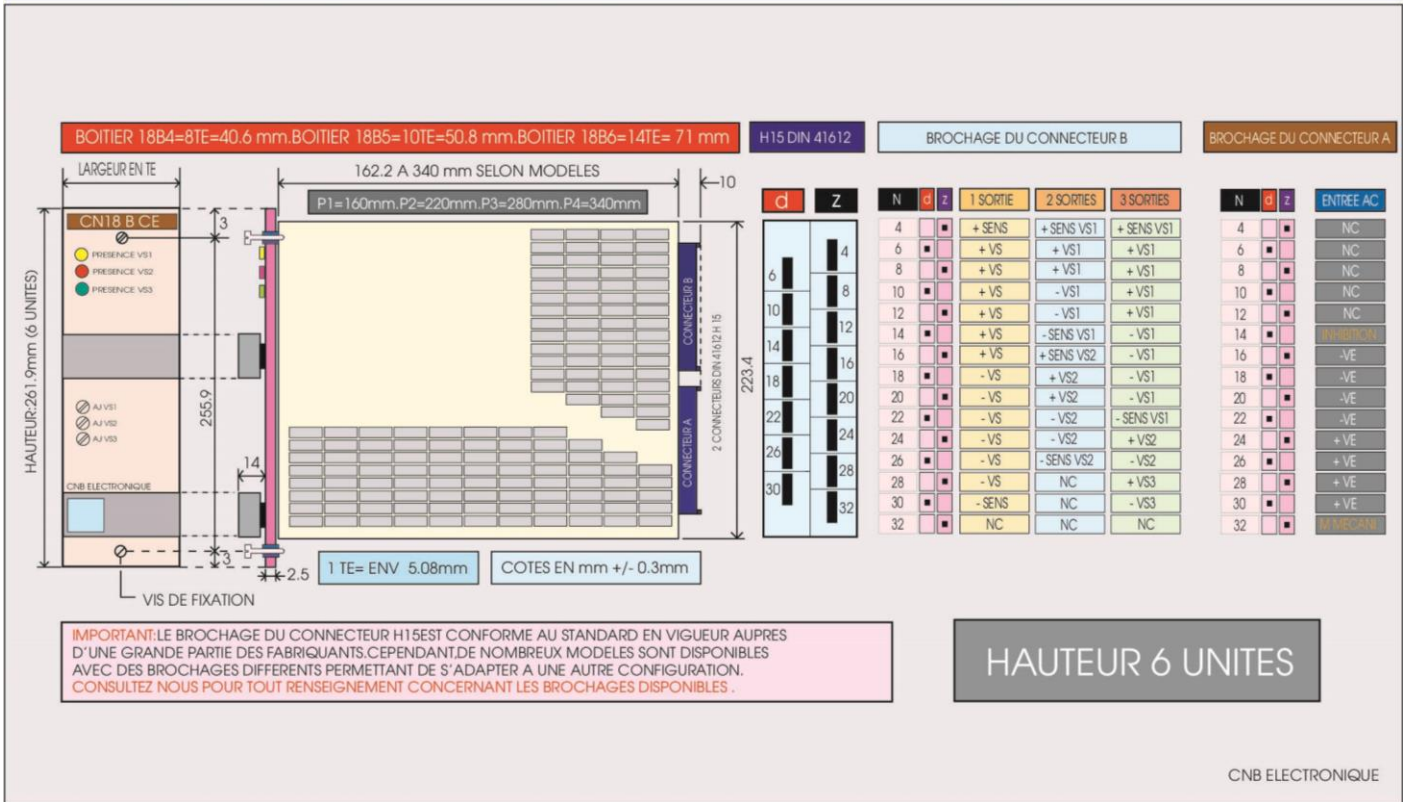 BOITIER 18B4=8TE=40.6 mm.BOITIER 18B5=10TE=50.8 mm.BOITIER 18B6=14TE= 71 mm
H15 DIN 41612
BROCHAGE DU CONNECTEUR B
BROCHAGE DU CONNECTEUR A
LARGEUR EN TE
162.2 A 340 mm SELON MODELES
10
P1=160mm.P2=220mm.P3=280mm.P4=340mm
HAUTEUR:261.9mm (6 UNITES)
CN18 B CE
PRESENCE VS1
PRESENCE VS2
PRESENCE VS3
AJ VS1
AJ VS2
AJ VS3
CNB ELECTRONIQUE
3
255.9
14
3
2.5
VIS DE FIXATION
CONNECTEUR B
CONNECTEUR A
2 CONNECTEURS DIN 41612 H 15
223.4
1 TE= ENV 5.08mm
COTES EN mm +/- 0.3mm
d z
4
6
8
10
12
14
16
18
20
22
24
26
28
30
32
N d z 1 SORTIE 2 SORTIES 3 SORTIES
4 + SENS + SENS VS1 + SENS VS1
6 + VS + VS1 + VS1
8 + VS + VS1 + VS1
10 + VS - VS1 + VS1
12 + VS - VS1 + VS1
14 + VS - SENS VS1 - VS1
16 + VS + SENS VS2 - VS1
18 - VS + VS2 - VS1
20 - VS + VS2 - VS1
22 - VS - VS2 - SENS VS1
24 - VS - VS2 + VS2
26 - VS - SENS VS2 - VS2
28 - VS NC + VS3
30 - SENS NC - VS3
32 NC NC NC
N d z ENTREE AC
4 NC
6 NC
8 NC
10 NC
12 NC
14 INHIBITION
16 -VE
18 -VE
20 -VE
22 -VE
24 + VE
26 + VE
28 + VE
30 + VE
32 M MECANI
IMPORTANT:LE BROCHAGE DU CONNECTEUR H15EST CONFORME AU STANDARD EN VIGUEUR AUPRES
D'UNE GRANDE PARTIE DES FABRIQUANTS.CEPENDANT,DE NOMBREUX MODELES SONT DISPONIBLES
AVEC DES BROCHAGES DIFFERENTS PERMETTANT DE S'ADAPTER A UNE AUTRE CONFIGURATION.
CONSULTEZ NOUS POUR TOUT RENSEIGNEMENT CONCERNANT LES BROCHAGES DISPONIBLES .
HAUTEUR 6 UNITES
CNB ELECTRONIQUE